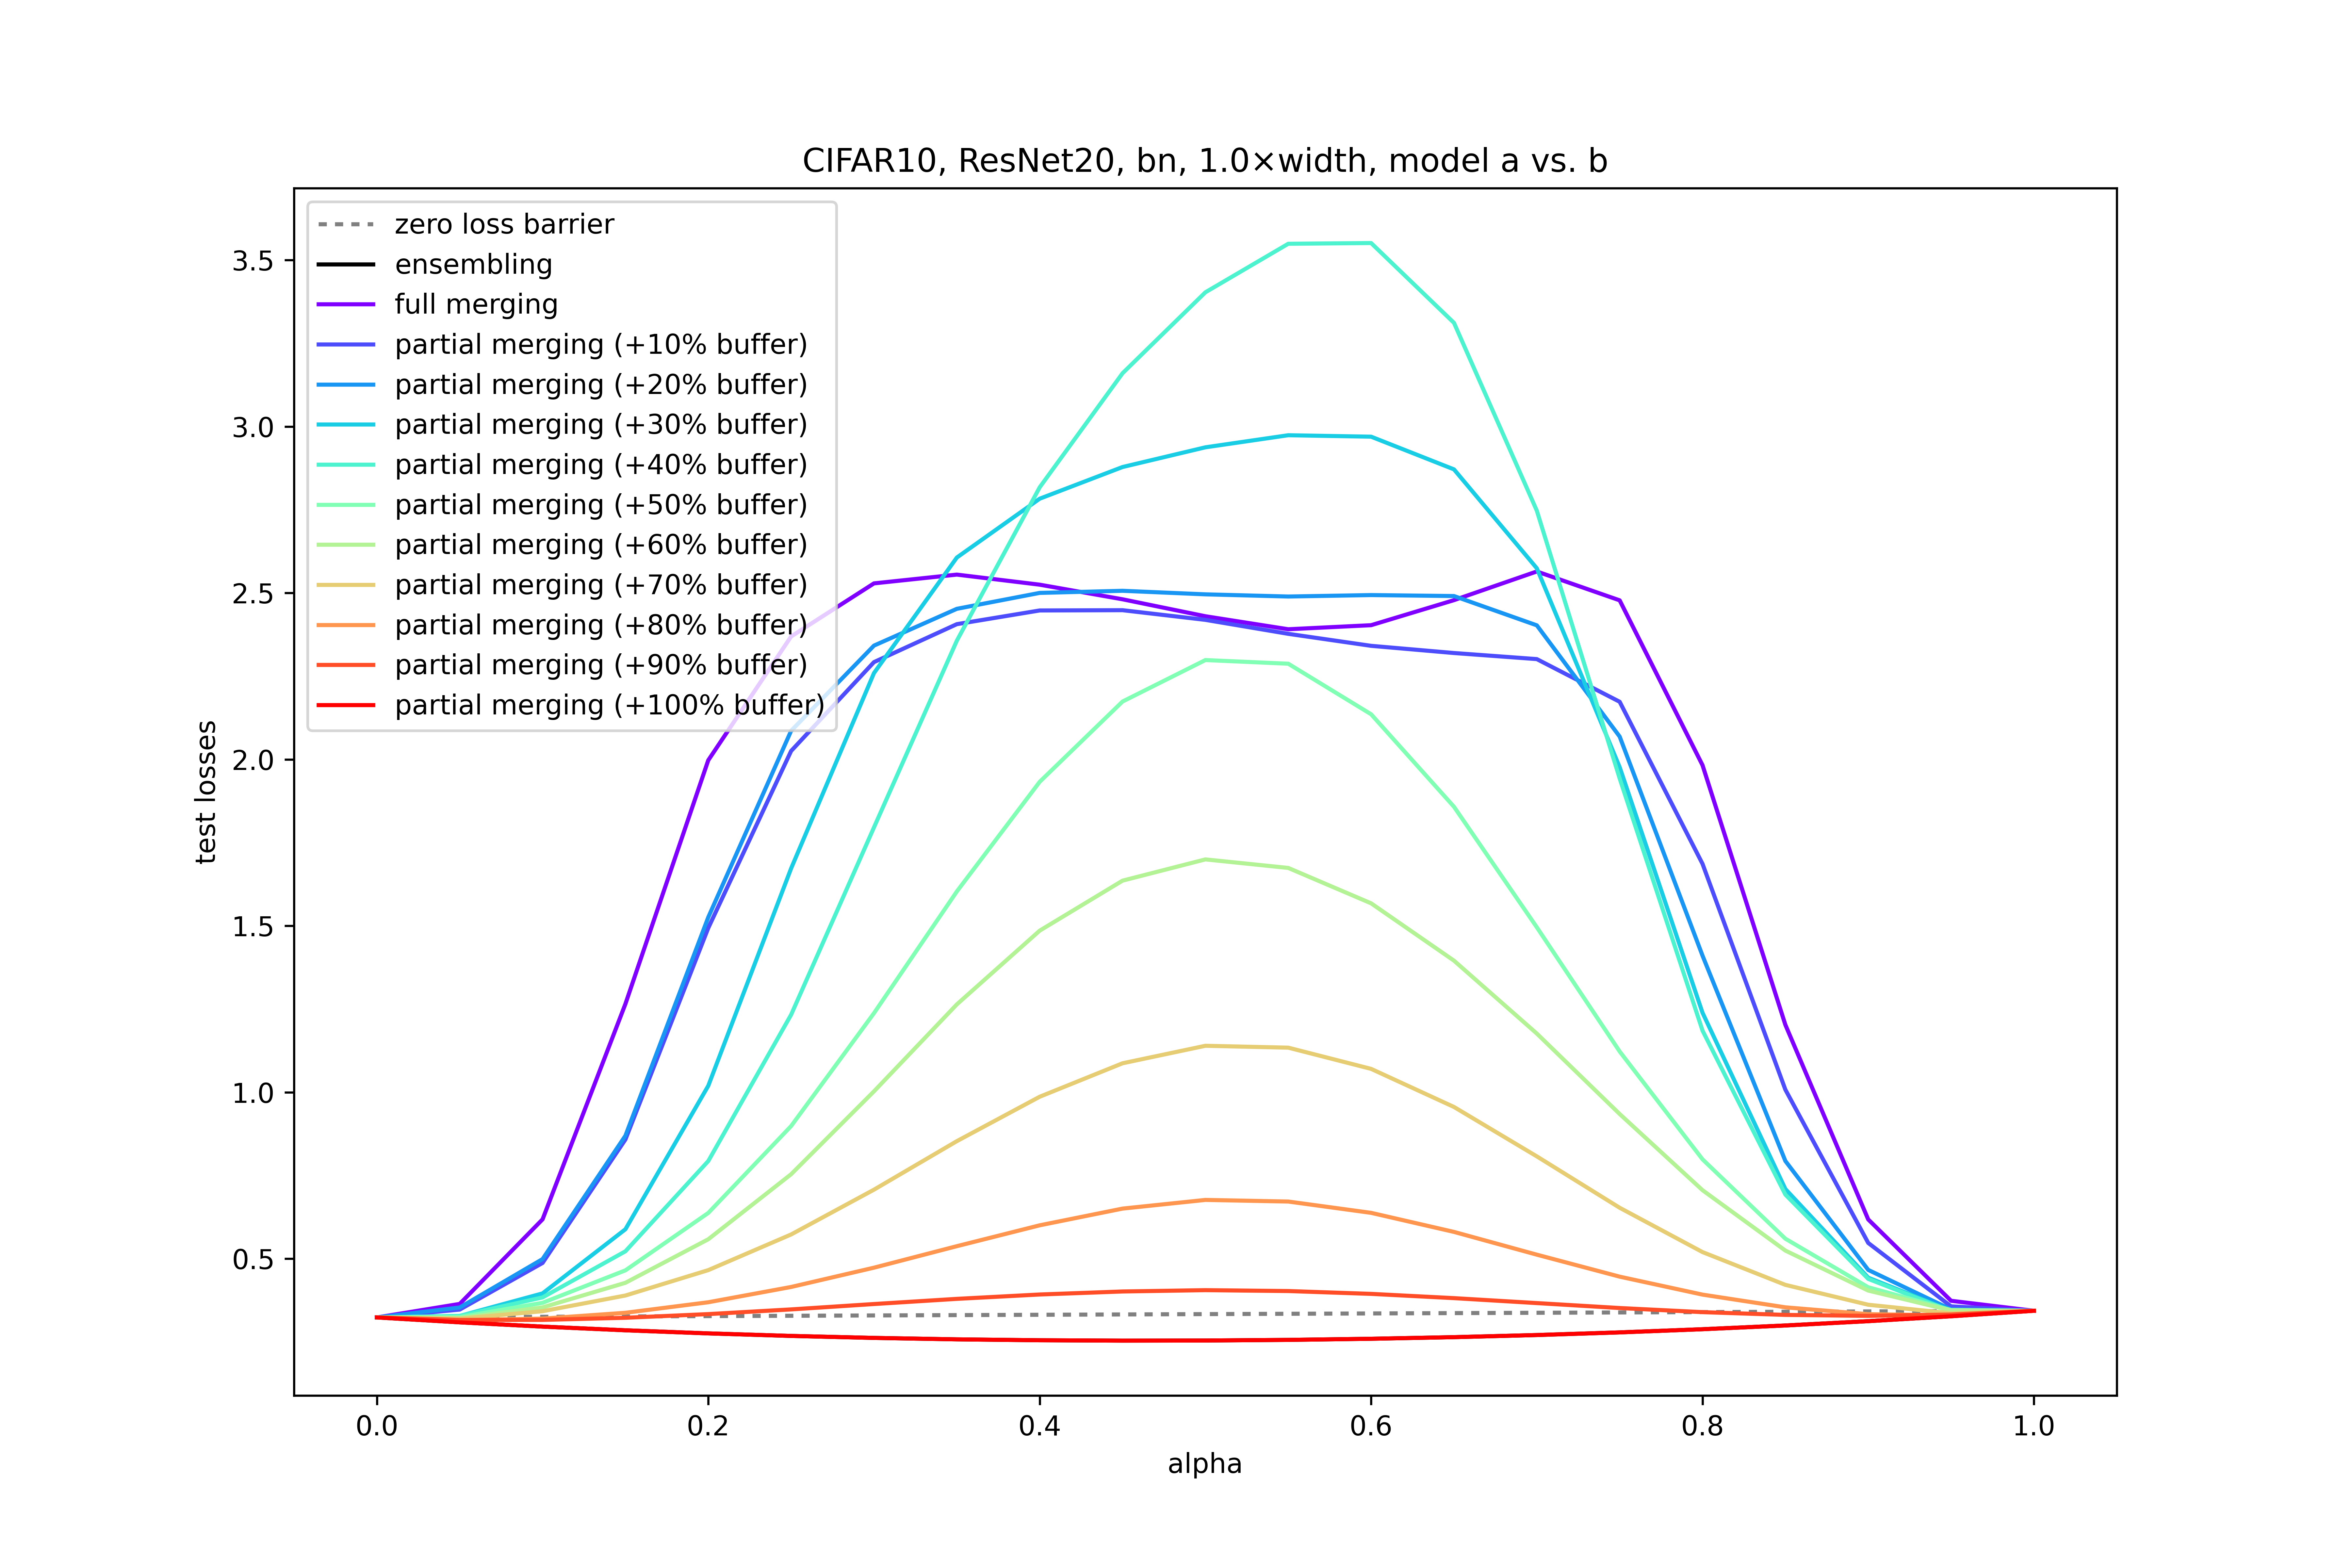 CIFAR10, ResNet20, bn, 1.0×width, model a vs. b
zero loss barrier
ensembling
full merging
partial merging (+10% buffer)
partial merging (+20% buffer)
partial merging (+30% buffer)
partial merging (+40% buffer)
partial merging (+50% buffer)
partial merging (+60% buffer)
partial merging (+70% buffer)
partial merging (+80% buffer)
partial merging (+90% buffer)
partial merging (+100% buffer)
test losses
3.5
3.0
2.5
2.0
1.5
1.0
0.5
0.0 0.2 0.4 0.6 0.8 1.0
alpha